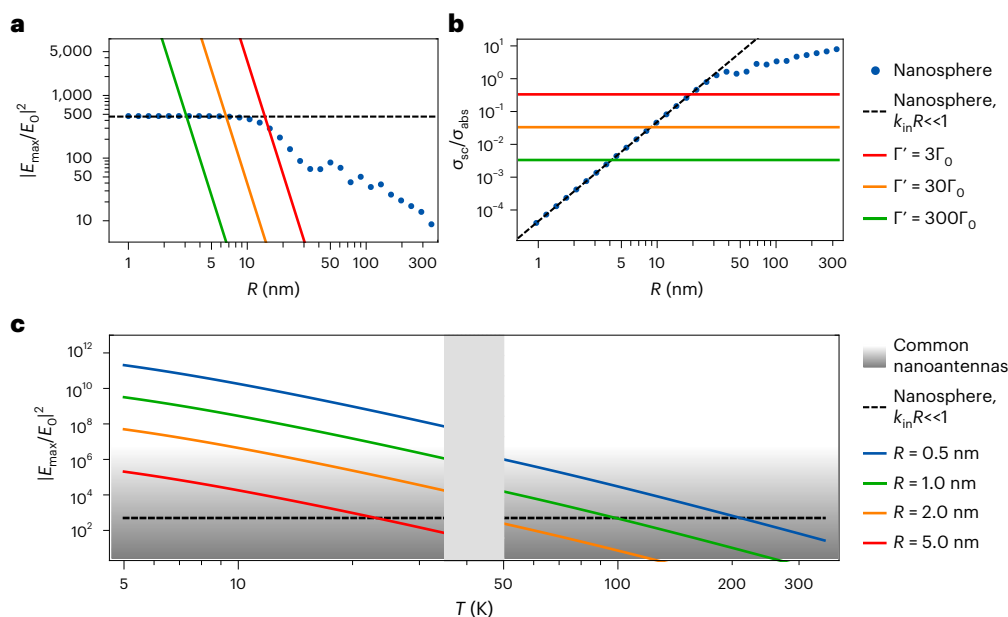 a
5,000
1,000
500
100
50
10
|E_max/E_0|^2
1 5 10 50 100 300
R (nm)
b
10^1
10^0
10^-1
10^-2
10^-3
10^-4
σ_sc/σ_abs
1 5 10 50 100 300
R (nm)
Nanosphere
Nanosphere,
k_inR<<1
Γ′ = 3Γ_0
Γ′ = 30Γ_0
Γ′ = 300Γ_0
c
10^12
10^10
10^8
10^6
10^4
10^2
|E_max/E_0|^2
5 10 50 100 200 300
T (K)
Common
nanoantennas
Nanosphere,
k_inR<<1
R = 0.5 nm
R = 1.0 nm
R = 2.0 nm
R = 5.0 nm